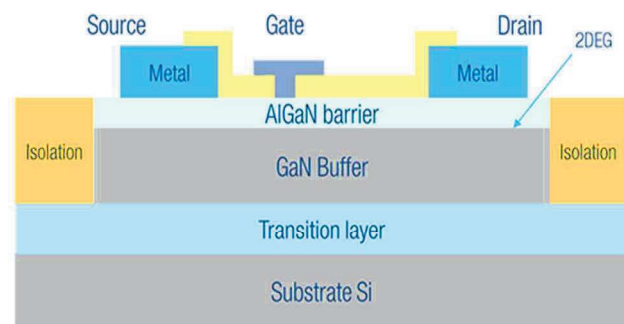 Source
Gate
Drain
2DEG
Metal
Metal
AlGaN barrier
Isolation
GaN Buffer
Isolation
Transition layer
Substrate Si